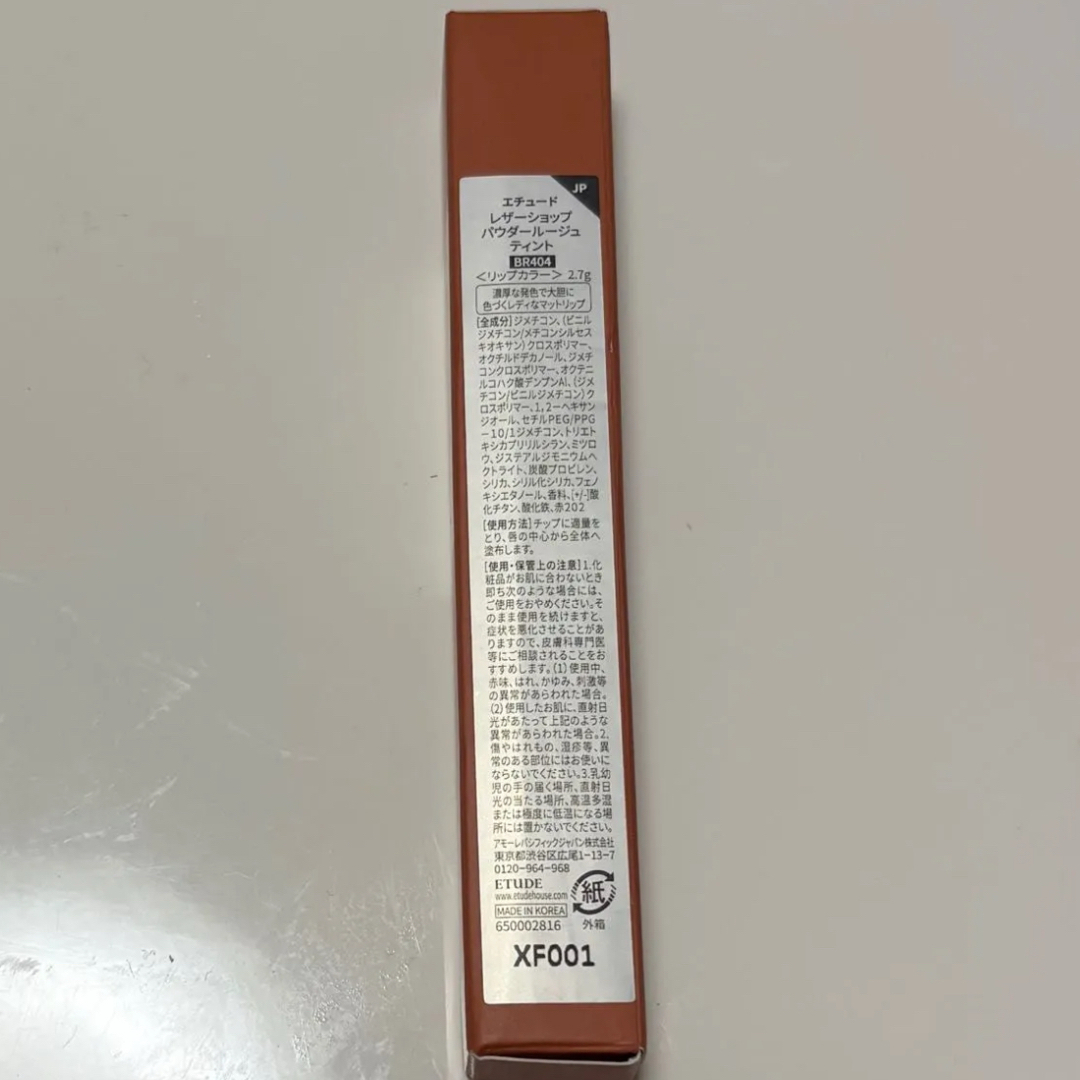 JP
エチュード
レザーショップ
パウダールージュ
ティント
BR404
＜リップカラー＞ 2.7g
濃厚な発色で大胆に
色づくレディなマットリップ
[全成分]ジメチコン、(ビニル
ジメチコン/メチコンシルセス
キオキサン)クロスポリマー、
オクチルドデカノール、ジメチ
コンクロスポリマー、オクテニ
ルコハク酸デンプンAl、(ジメ
チコン/ビニルジメチコン)ク
ロスポリマー、1,2-ヘキサン
ジオール、セチルPEG/PPG
-10/1ジメチコン、トリエト
キシカプリリルシラン、ミツロ
ウ、ジステアルジモニウムヘ
クトライト、炭酸プロピレン、
シリカ、シリル化シリカ、フェノ
キシエタノール、香料、[+/-]酸
化チタン、酸化鉄、赤202
[使用方法]チップに適量を
とり、唇の中心から全体へ
塗布します。
[使用・保管上の注意]1.化
粧品がお肌に合わないとき
即ち次のような場合には、
ご使用をおやめください。そ
のまま使用を続けますと、
症状を悪化させることがあ
りますので、皮膚科専門医
等にご相談されることをお
すすめします。(1)使用中、
赤味、はれ、かゆみ、刺激等
の異常があらわれた場合。
(2)使用したお肌に、直射日
光があたって上記のような
異常があらわれた場合。2.
傷やはれもの、湿疹等、異
常のある部位にはお使いに
ならないでください。3.乳幼
児の手の届く場所、直射日
光の当たる場所、高温多湿
または極度に低温になる場
所には置かないでください。
アモーレパシフィックジャパン株式会社
東京都渋谷区広尾1-13-7
0120-964-968
ETUDE
www.etudehouse.com
MADE IN KOREA
650002816
紙
外箱
XF001